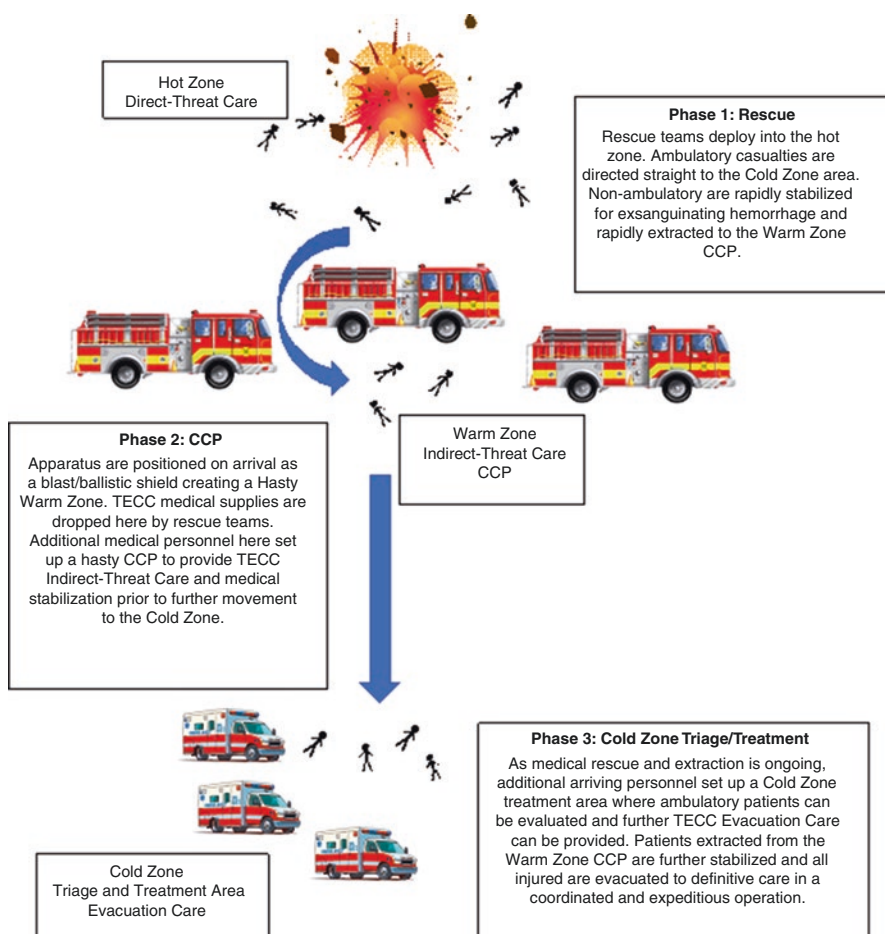 Hot Zone
Direct-Threat Care
Phase 1: Rescue
Rescue teams deploy into the hot
zone. Ambulatory casualties are
directed straight to the Cold Zone area.
Non-ambulatory are rapidly stabilized
for exsanguinating hemorrhage and
rapidly extracted to the Warm Zone
CCP.
Phase 2: CCP
Apparatus are positioned on arrival as
a blast/ballistic shield creating a Hasty
Warm Zone. TECC medical supplies are
dropped here by rescue teams.
Additional medical personnel here set
up a hasty CCP to provide TECC
Indirect-Threat Care and medical
stabilization prior to further movement
to the Cold Zone.
Warm Zone
Indirect-Threat Care
CCP
Phase 3: Cold Zone Triage/Treatment
As medical rescue and extraction is ongoing,
additional arriving personnel set up a Cold Zone
treatment area where ambulatory patients can
be evaluated and further TECC Evacuation Care
can be provided. Patients extracted from the
Warm Zone CCP are further stabilized and all
injured are evacuated to definitive care in a
coordinated and expeditious operation.
Cold Zone
Triage and Treatment Area
Evacuation Care